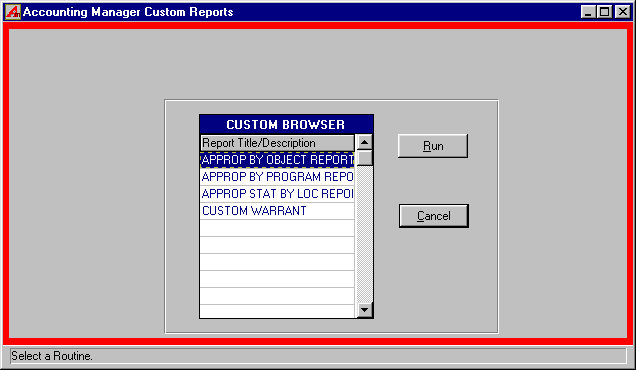 Accounting Manager Custom Reports
CUSTOM BROWSER
Report Title/Description
APPROP BY OBJECT REPORT
APPROP BY PROGRAM REPO
APPROP STAT BY LOC REPO
CUSTOM WARRANT
Run
Cancel
Select a Routine.